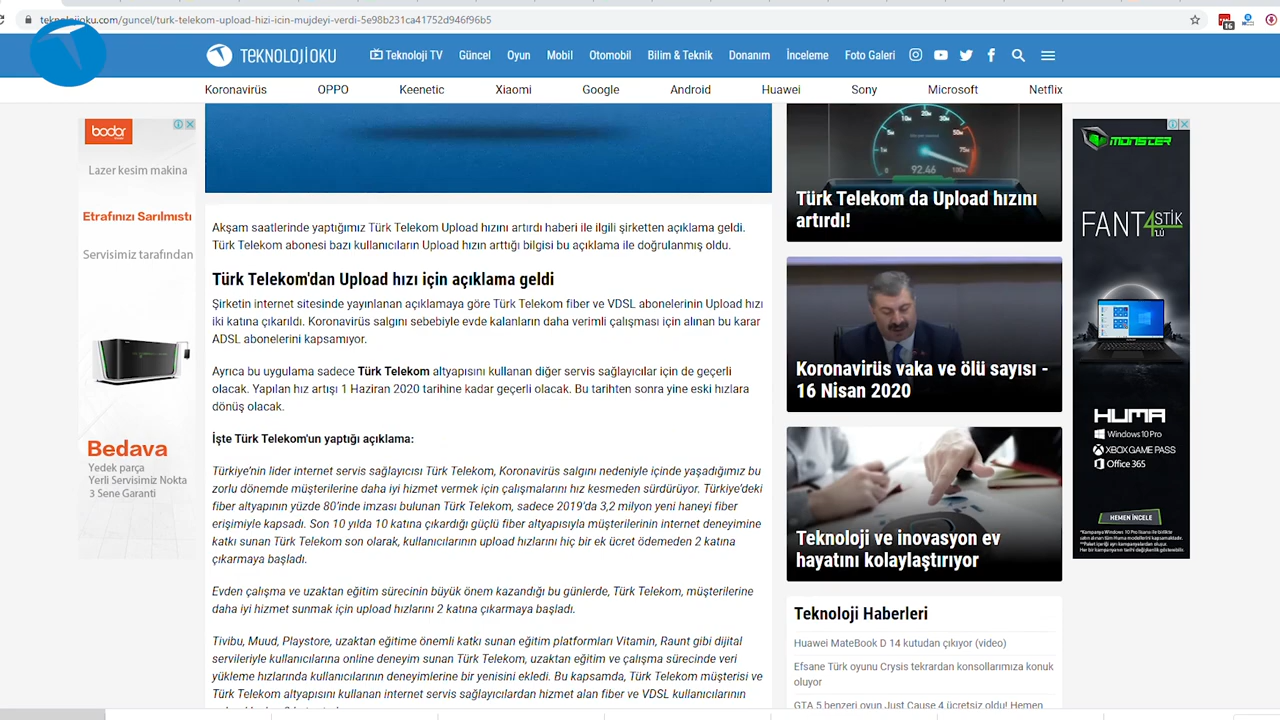 teknolojioku.com/guncel/turk-telekom-upload-hizi-icin-mujdeyi-verdi-5e98b231ca41752d946f96b5
16
TEKNOLOJIOKU
Teknoloji TV
Güncel
Oyun
Mobil
Otomobil
Bilim & Teknik
Donanım
İnceleme
Foto Galeri
Koronavirüs
OPPO
Keenetic
Xiaomi
Google
Android
Huawei
Sony
Microsoft
Netflix
bodor
Lazer kesim makina
Etrafınızı Sarılmıştı
Servisimiz tarafından
Bedava
Yedek parça
Yerli Servisimiz Nokta
3 Sene Garanti
Akşam saatlerinde yaptığımız Türk Telekom Upload hızını artırdı haberi ile ilgili şirketten açıklama geldi.
Türk Telekom abonesi bazı kullanıcıların Upload hızın arttığı bilgisi bu açıklama ile doğrulanmış oldu.
Türk Telekom'dan Upload hızı için açıklama geldi
Şirketin internet sitesinde yayınlanan açıklamaya göre Türk Telekom fiber ve VDSL abonelerinin Upload hızı
iki katına çıkarıldı. Koronavirüs salgını sebebiyle evde kalanların daha verimli çalışması için alınan bu karar
ADSL abonelerini kapsamıyor.
Ayrıca bu uygulama sadece Türk Telekom altyapısını kullanan diğer servis sağlayıcılar için de geçerli
olacak. Yapılan hız artışı 1 Haziran 2020 tarihine kadar geçerli olacak. Bu tarihten sonra yine eski hızlara
dönüş olacak.
İşte Türk Telekom'un yaptığı açıklama:
Türkiye'nin lider internet servis sağlayıcısı Türk Telekom, Koronavirüs salgını nedeniyle içinde yaşadığımız bu
zorlu dönemde müşterilerine daha iyi hizmet vermek için çalışmalarını hız kesmeden sürdürüyor. Türkiye'deki
fiber altyapının yüzde 80'inde imzası bulunan Türk Telekom, sadece 2019'da 3,2 milyon yeni haneyi fiber
erişimiyle kapsadı. Son 10 yılda 10 kat artırdığı güçlü fiber altyapısıyla müşterilerinin internet deneyimine
katkı sunan Türk Telekom son olarak müşterilerinin upload hızlarını hiç bir ek ücret ödemeden 2 katına
çıkarmaya başladı.
Evden çalışma ve uzaktan eğitim sürecinin büyük önem kazandığı bu günlerde, Türk Telekom, müşterilerine
daha iyi hizmet sunmak için upload hızlarını 2 katına çıkarmaya başladı.
Tivibu, Muud, Playstore, uzaktan eğitime önemli katkı sunan eğitim platformları Vitamin, Raunt gibi dijital
servileriyle kullanıcılarına online deneyim sunan Türk Telekom, uzaktan eğitim ve çalışma sürecinde veri
yükleme hızlarında kullanıcılarının deneyimlerine bir yenisini ekledi. Bu kapsamda, Türk Telekom müşterisi ve
Türk Telekom altyapısını kullanan internet servis sağlayıcılardan hizmet alan fiber ve VDSL kullanıcılarının
92.46
Türk Telekom da Upload hızını
artırdı!
Koronavirüs vaka ve ölü sayısı -
16 Nisan 2020
Teknoloji ve inovasyon ev
hayatını kolaylaştırıyor
Teknoloji Haberleri
Huawei MateBook D 14 kutudan çıkıyor (video)
Efsane Türk oyunu Crysis tekrardan konsollarımıza konuk
oluyor
GTA 5 benzeri oyun Just Cause 4 ücretsiz oldu! Hemen
MONSTER
FANT4STİK
HUMA
Windows 10 Pro
XBOX GAME PASS
Office 365
HEMEN İNCELE